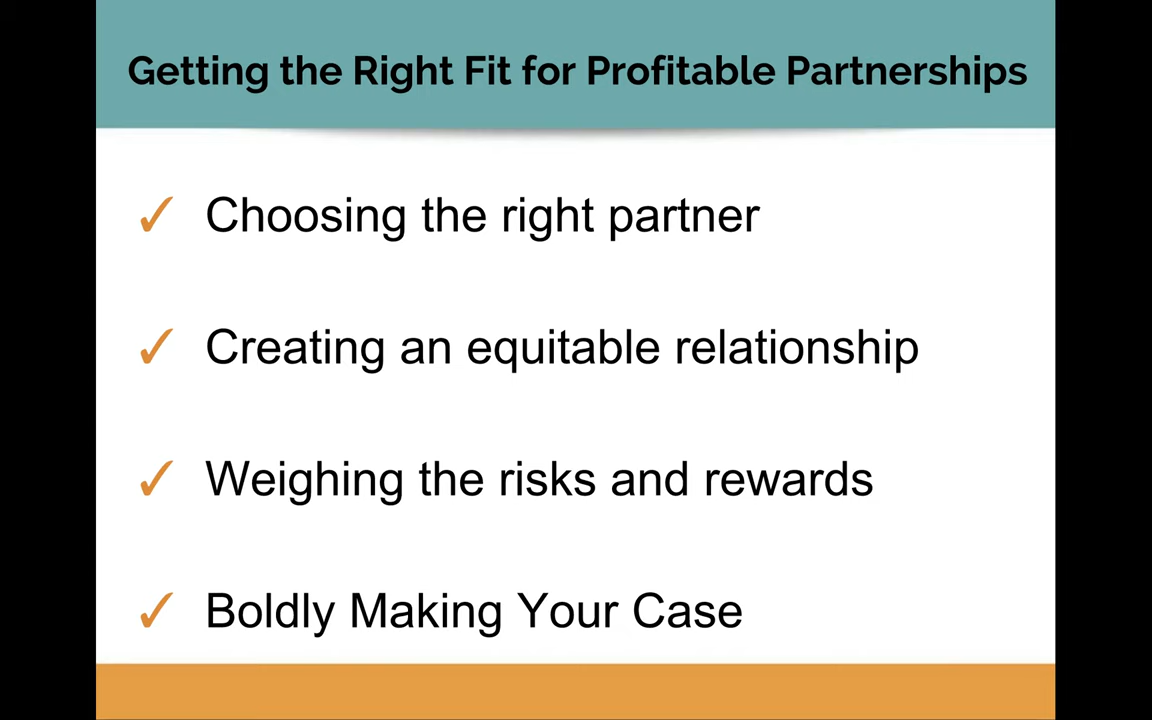 Getting the Right Fit for Profitable Partnerships
✓ Choosing the right partner
✓ Creating an equitable relationship
✓ Weighing the risks and rewards
✓ Boldly Making Your Case